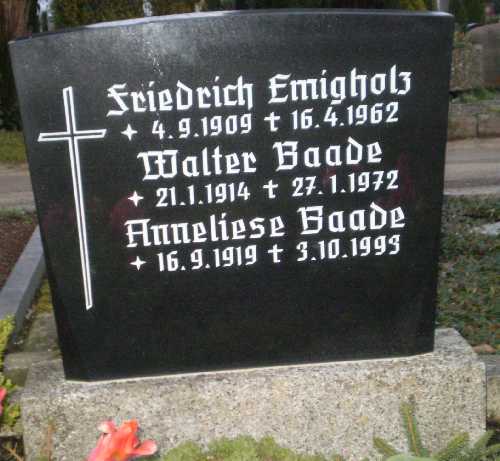 Friedrich Emigholz
✦ 4.9.1909 ✝ 16.4.1962
Walter Baade
✦ 21.1.1914 ✝ 27.1.1972
Anneliese Baade
✦ 16.9.1919 ✝ 3.10.1993